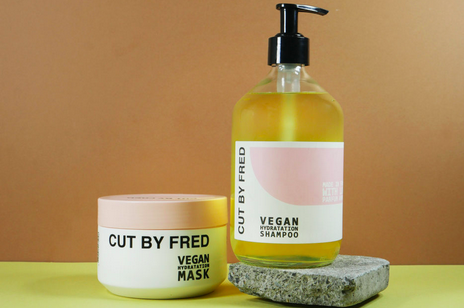 CUT BY FRED
VEGAN
HYDRATATION
MASK
CUT BY FRED
VEGAN
HYDRATATION
SHAMPOO